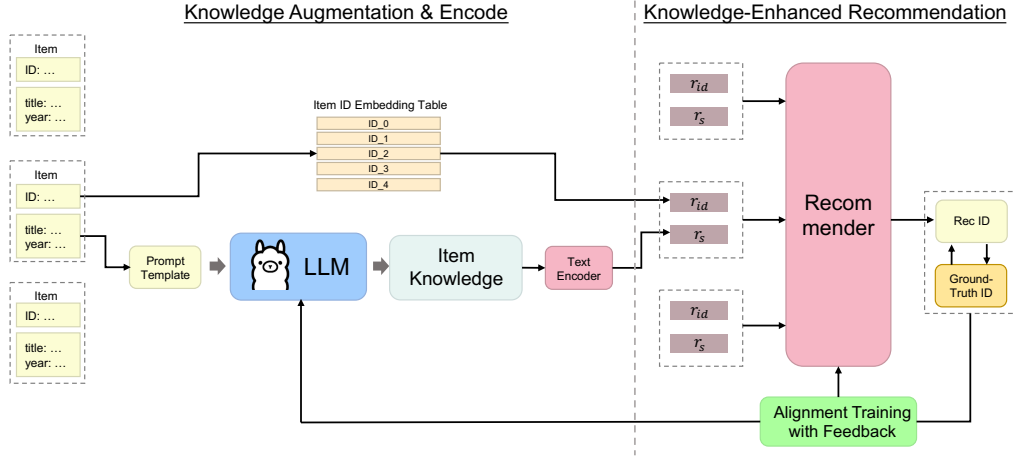 Knowledge Augmentation & Encode
Knowledge-Enhanced Recommendation
Item
ID: ...
title: ...
year: ...
Item
ID: ...
title: ...
year: ...
Item
ID: ...
title: ...
year: ...
Item ID Embedding Table
ID_0
ID_1
ID_2
ID_3
ID_4
Prompt
Template
LLM
Item
Knowledge
Text
Encoder
r_id
r_s
r_id
r_s
r_id
r_s
Recom
mender
Rec ID
Ground-
Truth ID
Alignment Training
with Feedback